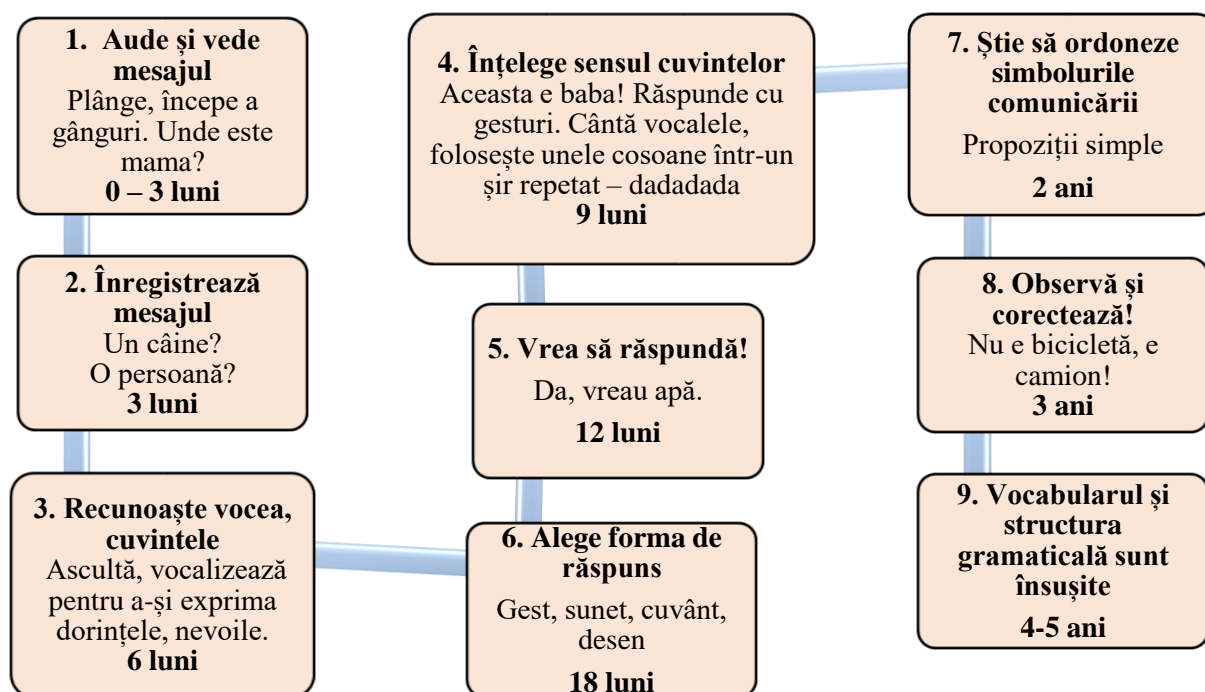 1. Aude și vede
mesajul
Plânge, începe a
gânguri. Unde este
mama?
0 – 3 luni
2. Înregistrează
mesajul
Un câine?
O persoană?
3 luni
3. Recunoaște vocea,
cuvintele
Ascultă, vocalizează
pentru a-și exprima
dorințele, nevoile.
6 luni
4. Înțelege sensul cuvintelor
Aceasta e baba! Răspunde cu
gesturi. Cântă vocalele,
folosește unele cosoane într-un
șir repetat – dadadada
9 luni
5. Vrea să răspundă!
Da, vreau apă.
12 luni
6. Alege forma de
răspuns
Gest, sunet, cuvânt,
desen
18 luni
7. Știe să ordoneze
simbolurile
comunicării
Propoziții simple
2 ani
8. Observă și
corectează!
Nu e bicicletă, e
camion!
3 ani
9. Vocabularul și
structura
gramaticală sunt
însușite
4-5 ani